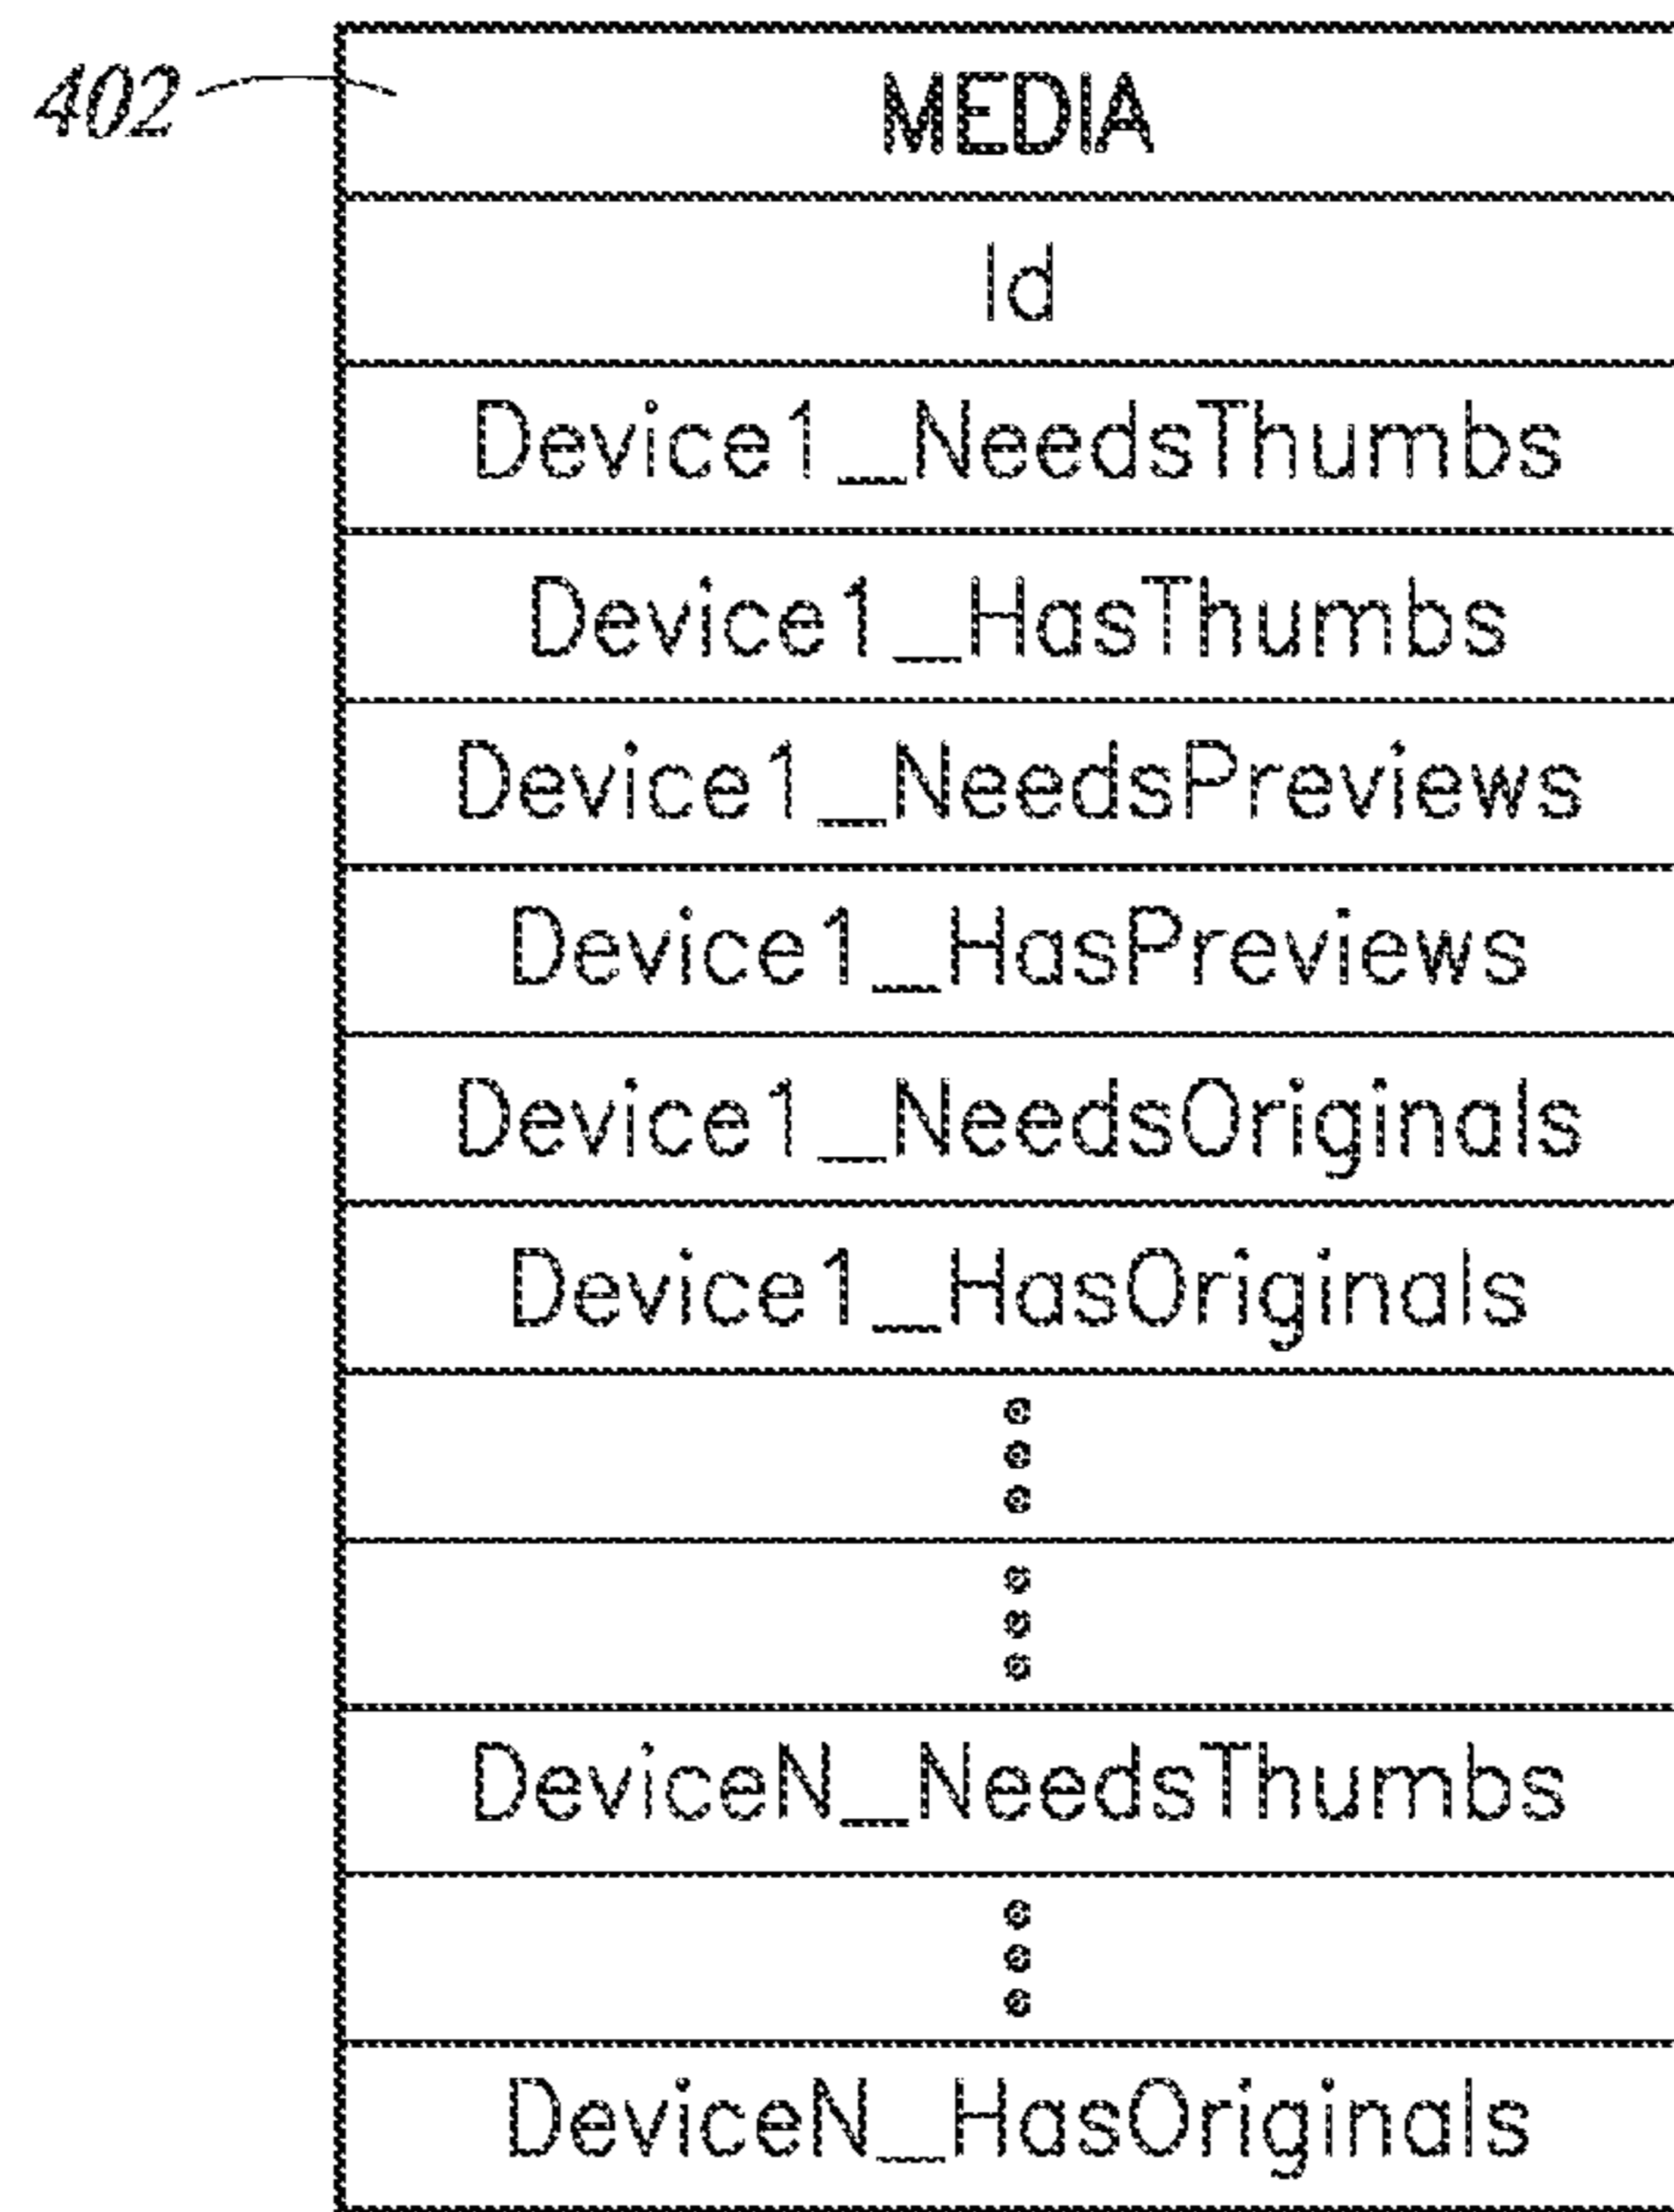 402
MEDIA
Id
Device1_NeedsThumbs
Device1_HasThumbs
Device1_NeedsPreviews
Device1_HasPreviews
Device1_NeedsOriginals
Device1_HasOriginals
DeviceN_NeedsThumbs
DeviceN_HasOriginals